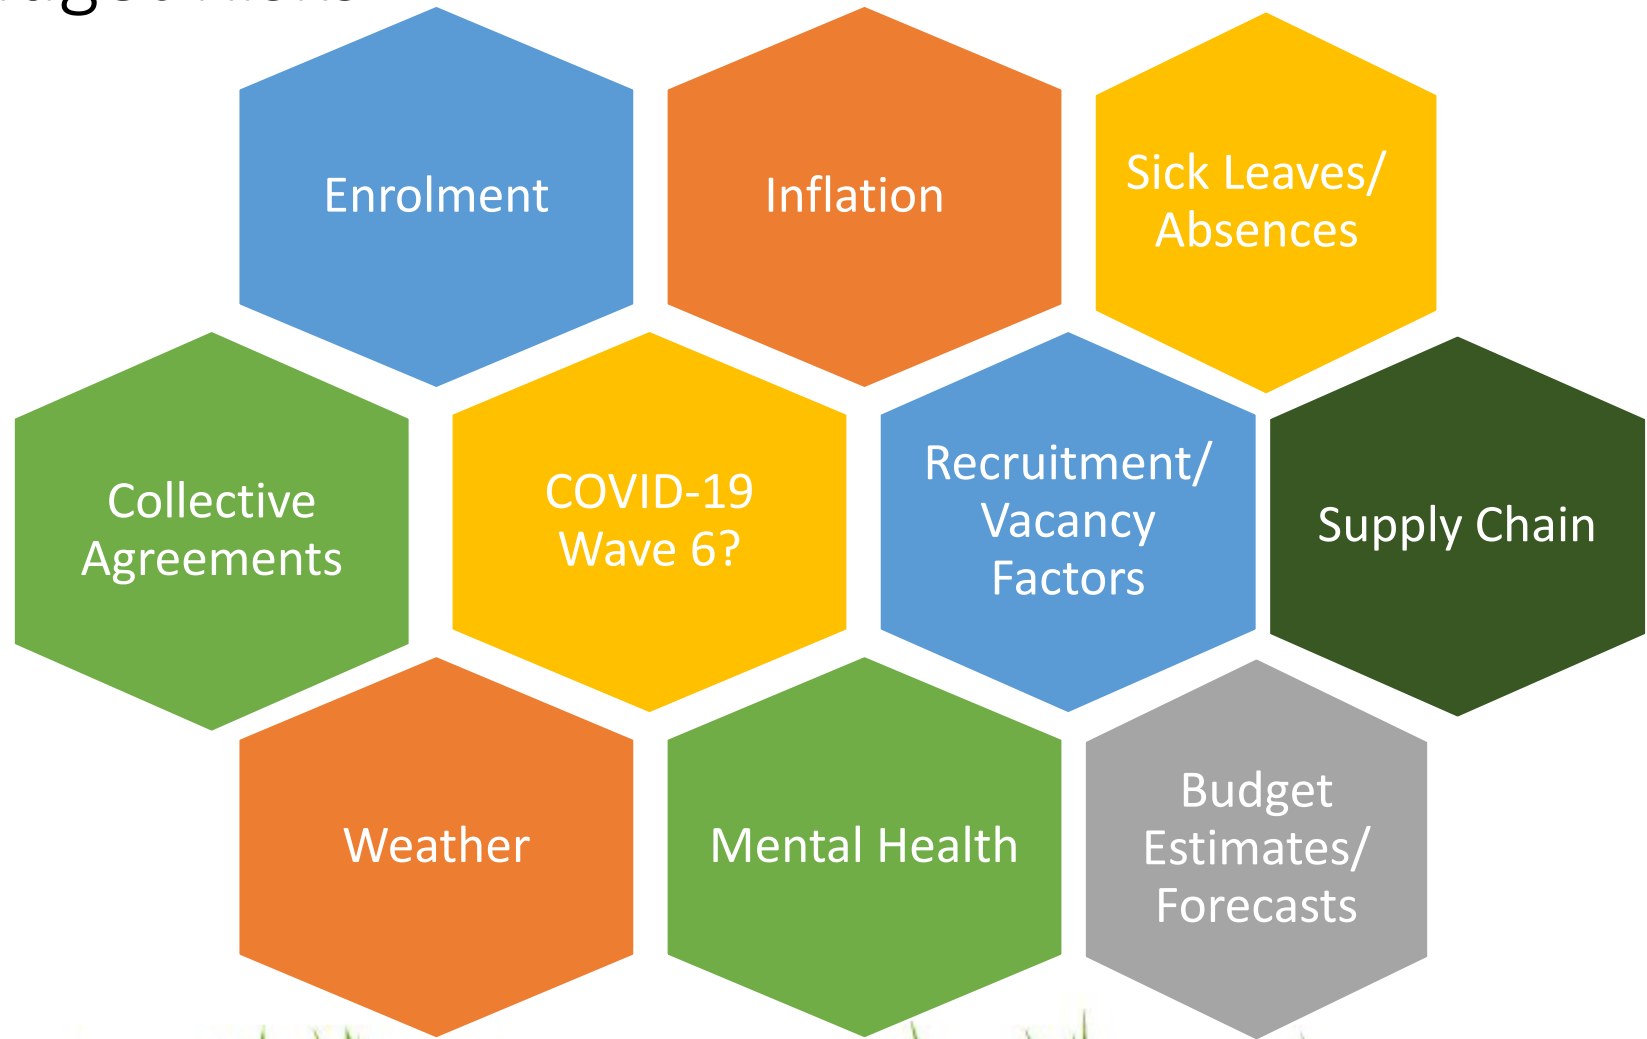 Enrolment
Inflation
Sick Leaves/
Absences
Collective
Agreements
COVID-19
Wave 6?
Recruitment/
Vacancy
Factors
Supply Chain
Weather
Mental Health
Budget
Estimates/
Forecasts